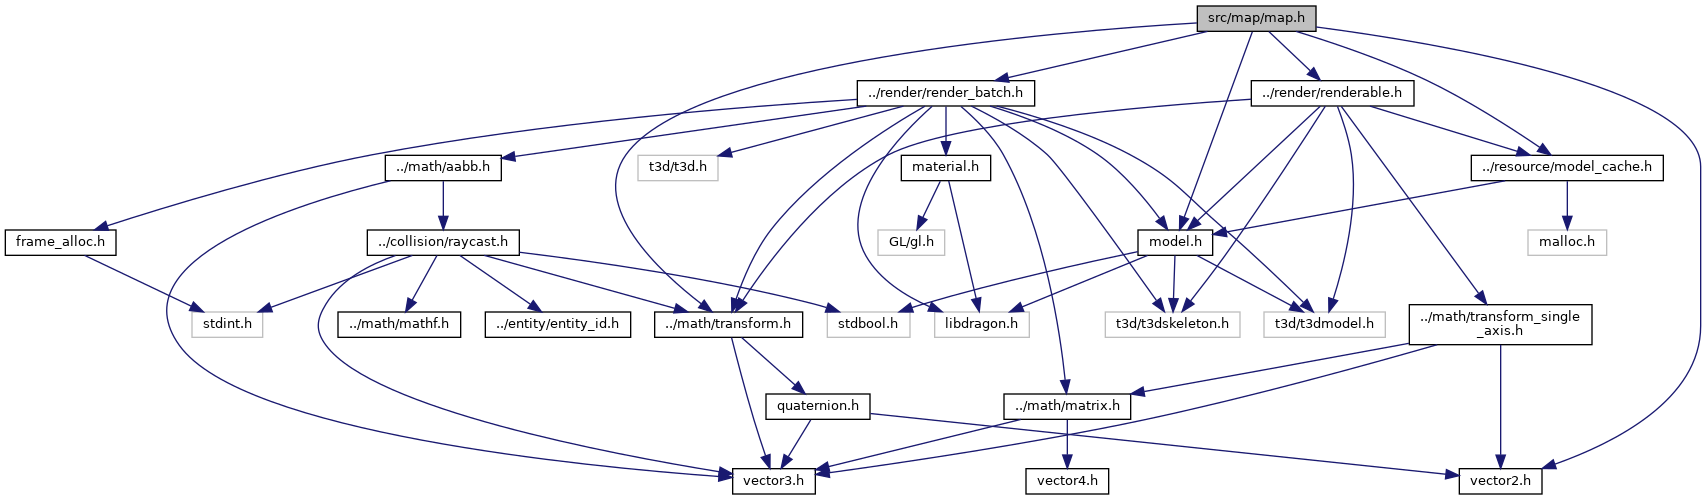 src/map/map.h
../render/render_batch.h
../render/renderable.h
../math/aabb.h
t3d/t3d.h
material.h
../resource/model_cache.h
frame_alloc.h
../collision/raycast.h
GL/gl.h
model.h
malloc.h
stdint.h
../math/mathf.h
../entity/entity_id.h
../math/transform.h
stdbool.h
libdragon.h
t3d/t3dskeleton.h
t3d/t3dmodel.h
../math/transform_single
_axis.h
quaternion.h
../math/matrix.h
vector3.h
vector4.h
vector2.h